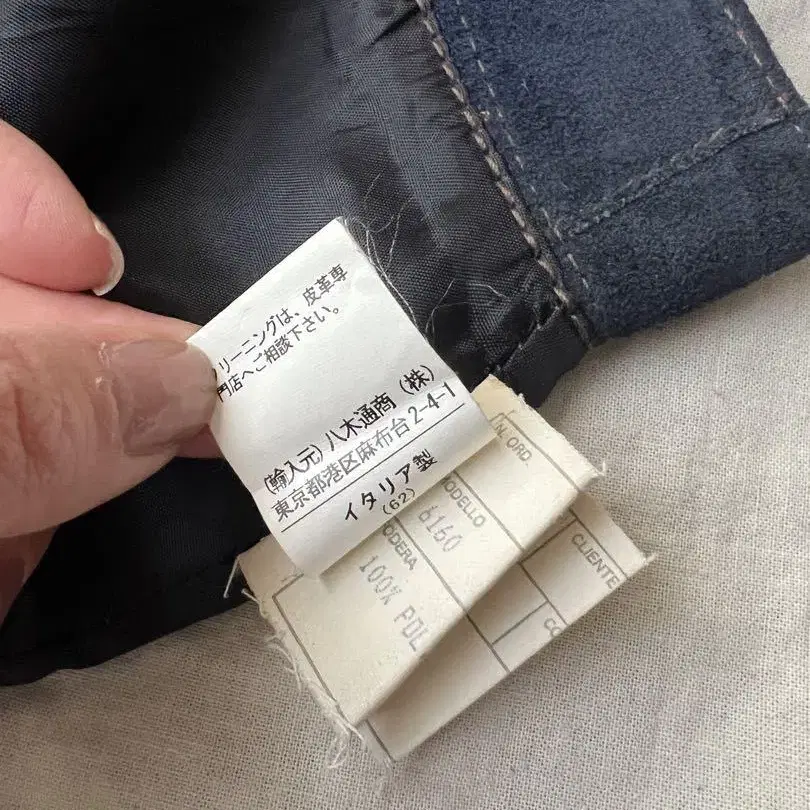 クリーニングは、皮革専
門店へご相談下さい。
(輸入元) 八木通商 (株)
東京都港区麻布台2-4-1
イタリア製
(62)
N. ORD.
MODELLO
6160
FODERA
100% POL
CLIENTE